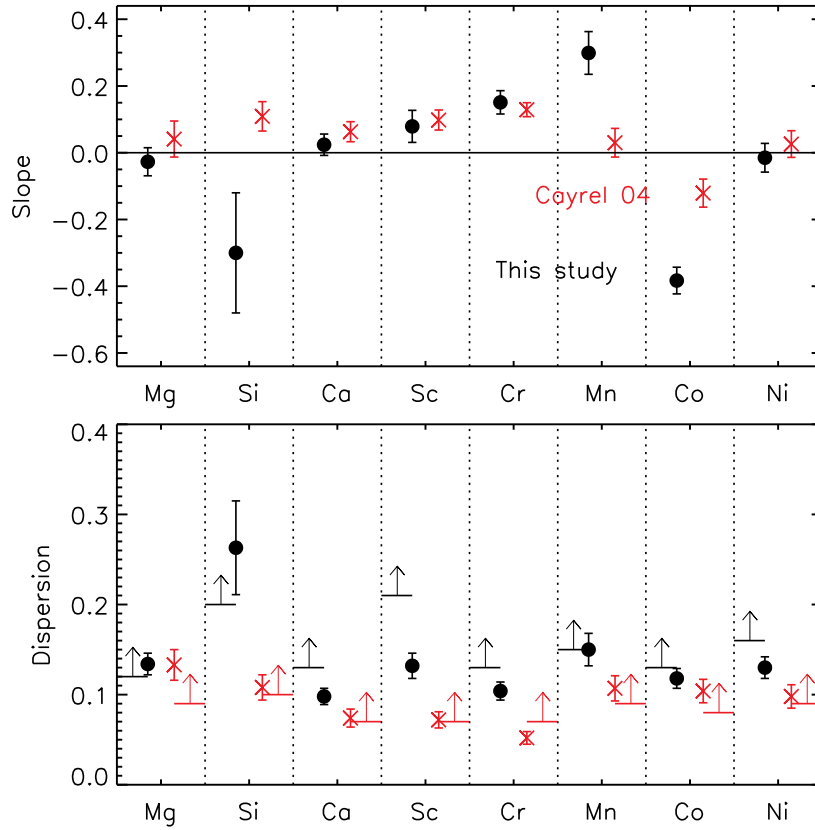 0.4
0.2
0.0
−0.2
−0.4
−0.6
Slope
Cayrel 04
This study
Mg Si Ca Sc Cr Mn Co Ni
0.4
0.3
0.2
0.1
0.0
Dispersion
Mg Si Ca Sc Cr Mn Co Ni